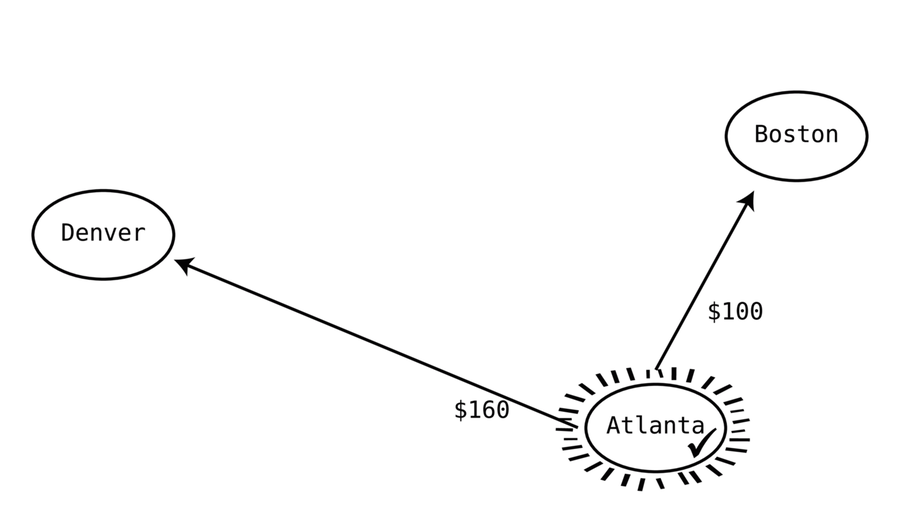 Boston
Denver
$100
$160
Atlanta